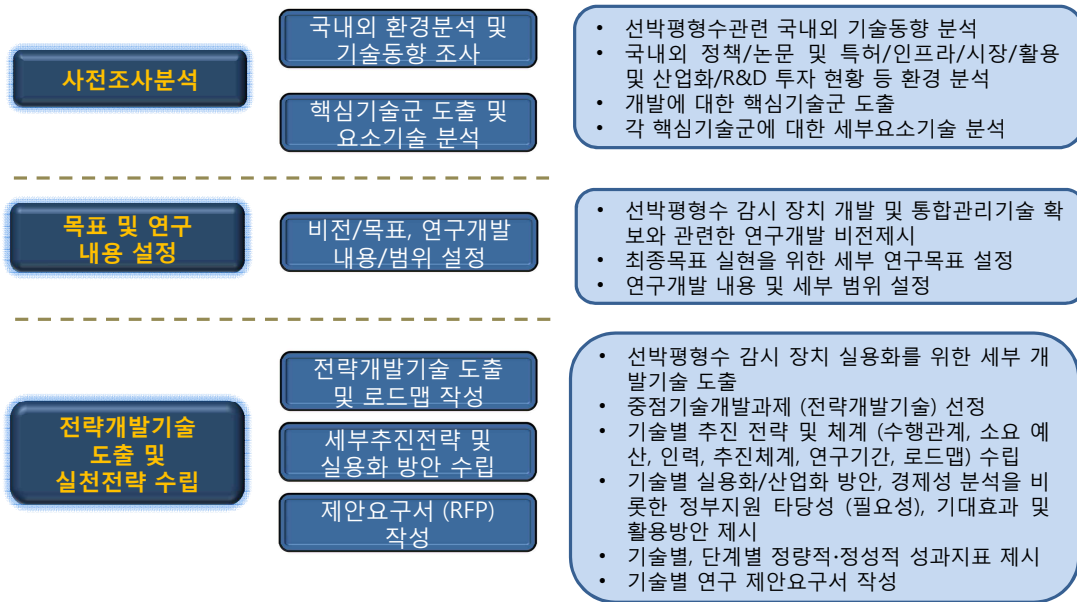 사전조사분석
국내외 환경분석 및
기술동향 조사
핵심기술군 도출 및
요소기술 분석
• 선박평형수관련 국내외 기술동향 분석
• 국내외 정책/논문 및 특허/인프라/시장/활용
및 산업화/R&D 투자 현황 등 환경 분석
• 개발에 대한 핵심기술군 도출
• 각 핵심기술군에 대한 세부요소기술 분석
목표 및 연구
내용 설정
비전/목표, 연구개발
내용/범위 설정
• 선박평형수 감시 장치 개발 및 통합관리기술 확
보와 관련한 연구개발 비전제시
• 최종목표 실현을 위한 세부 연구목표 설정
• 연구개발 내용 및 세부 범위 설정
전략개발기술
도출 및
실천전략 수립
전략개발기술 도출
및 로드맵 작성
세부추진전략 및
실용화 방안 수립
제안요구서 (RFP)
작성
• 선박평형수 감시 장치 실용화를 위한 세부 개
발기술 도출
• 중점기술개발과제 (전략개발기술) 선정
• 기술별 추진 전략 및 체계 (수행관계, 소요 예
산, 인력, 추진체계, 연구기간, 로드맵) 수립
• 기술별 실용화/산업화 방안, 경제성 분석을 비
롯한 정부지원 타당성 (필요성), 기대효과 및
활용방안 제시
• 기술별, 단계별 정량적·정성적 성과지표 제시
• 기술별 연구 제안요구서 작성